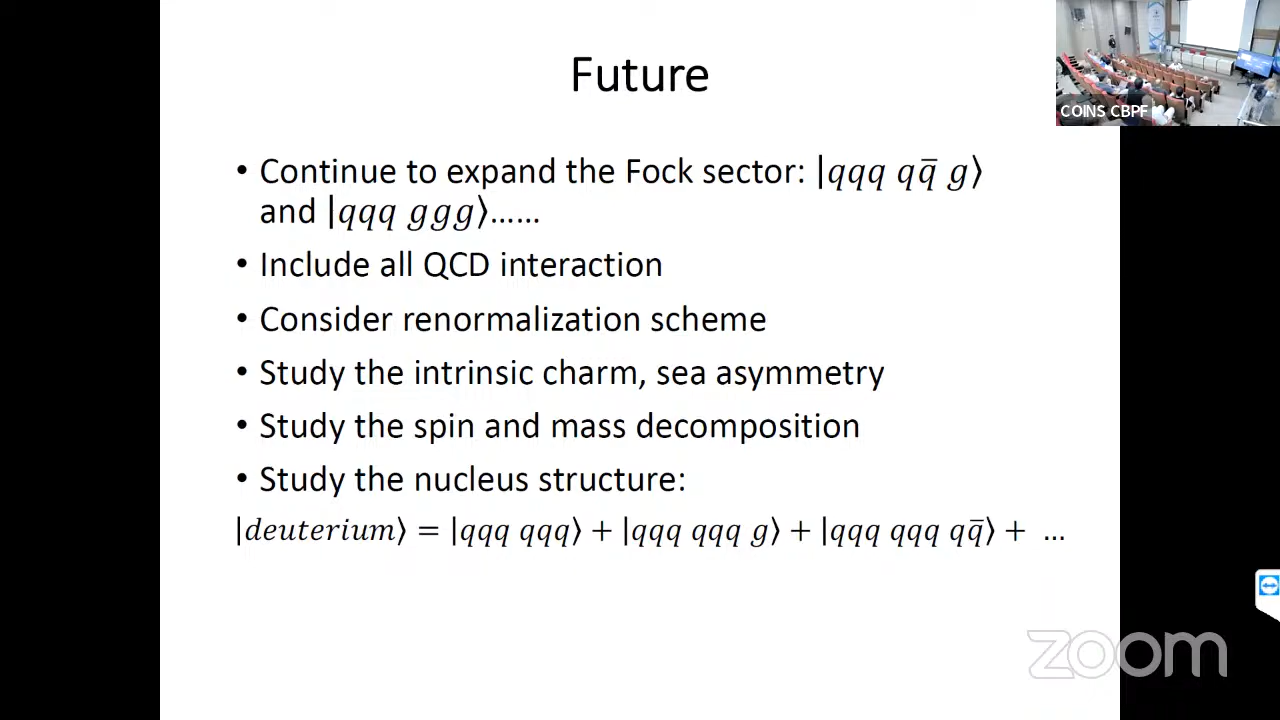 Future
• Continue to expand the Fock sector: |qqq qq̄ g⟩
and |qqq ggg⟩……
• Include all QCD interaction
• Consider renormalization scheme
• Study the intrinsic charm, sea asymmetry
• Study the spin and mass decomposition
• Study the nucleus structure:
|deuterium⟩ = |qqq qqq⟩ + |qqq qqq g⟩ + |qqq qqq qq̄⟩ + …
COINS CBPF
zoom